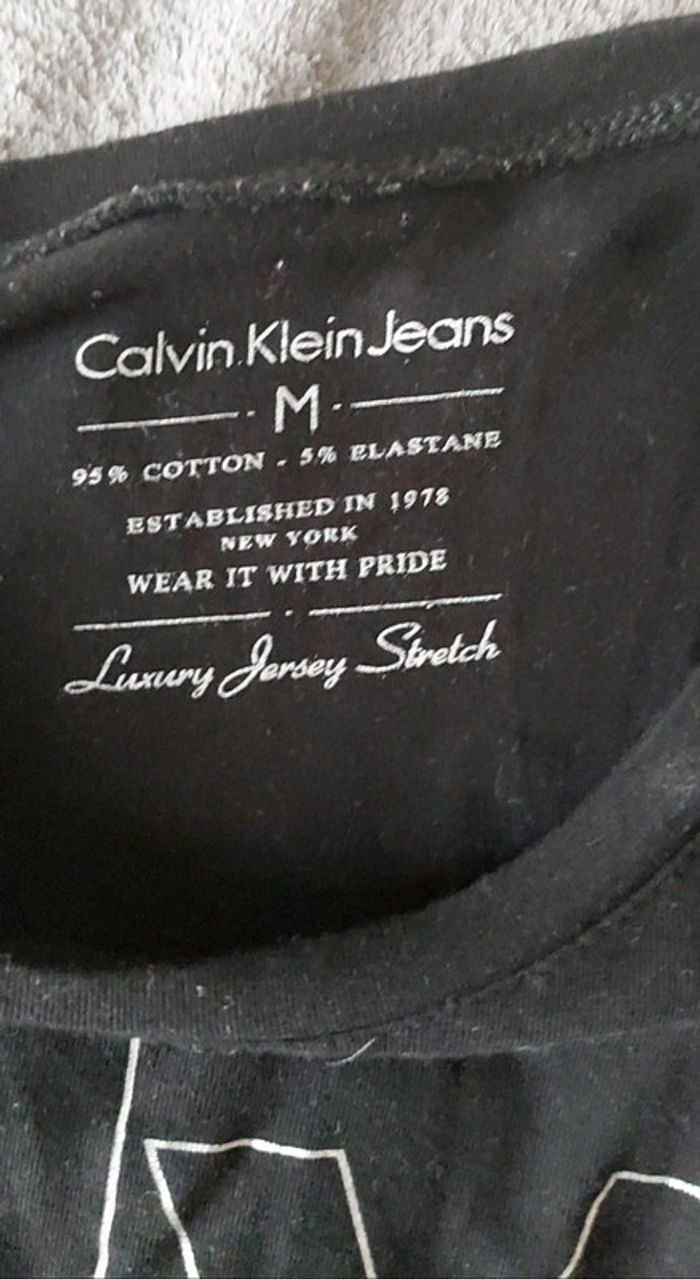 Calvin Klein Jeans
M
95% COTTON - 5% ELASTANE
ESTABLISHED IN 1978
NEW YORK
WEAR IT WITH PRIDE
Luxury Jersey Stretch